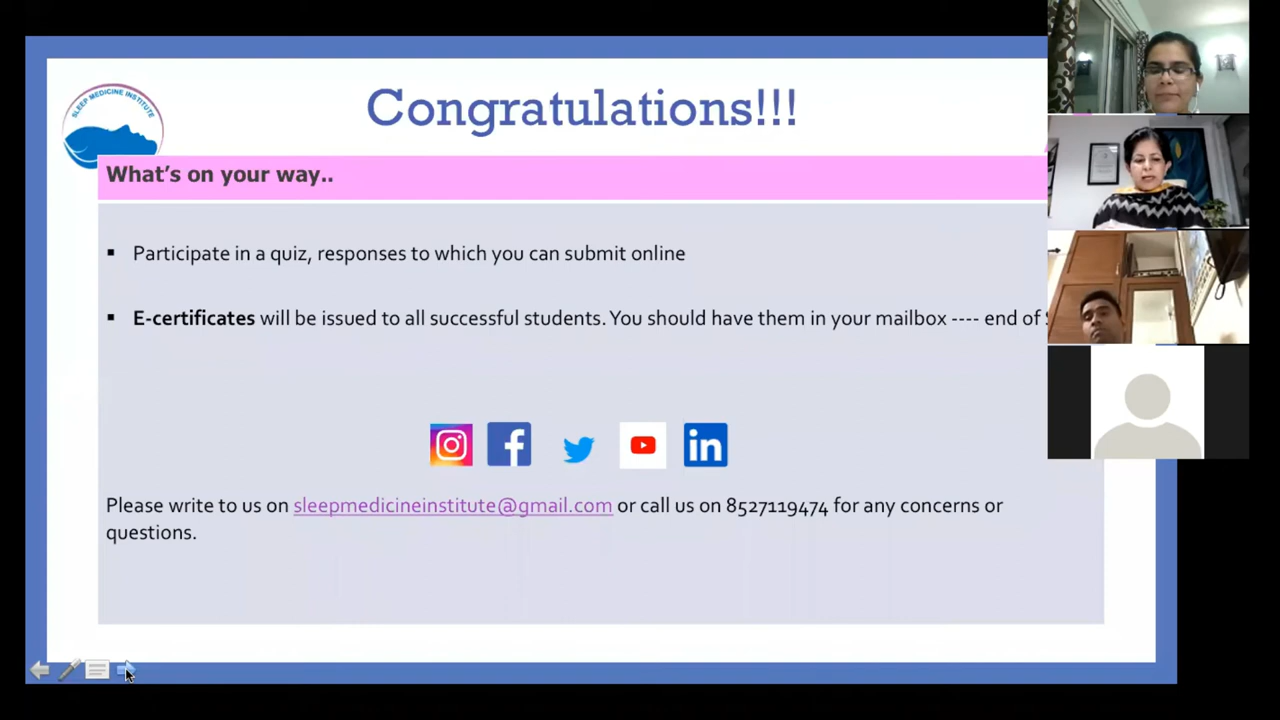 SLEEP MEDICINE INSTITUTE
Congratulations!!!
What's on your way..
▪ Participate in a quiz, responses to which you can submit online
▪ E-certificates will be issued to all successful students. You should have them in your mailbox ---- end of
Please write to us on sleepmedicineinstitute@gmail.com or call us on 8527119474 for any concerns or
questions.